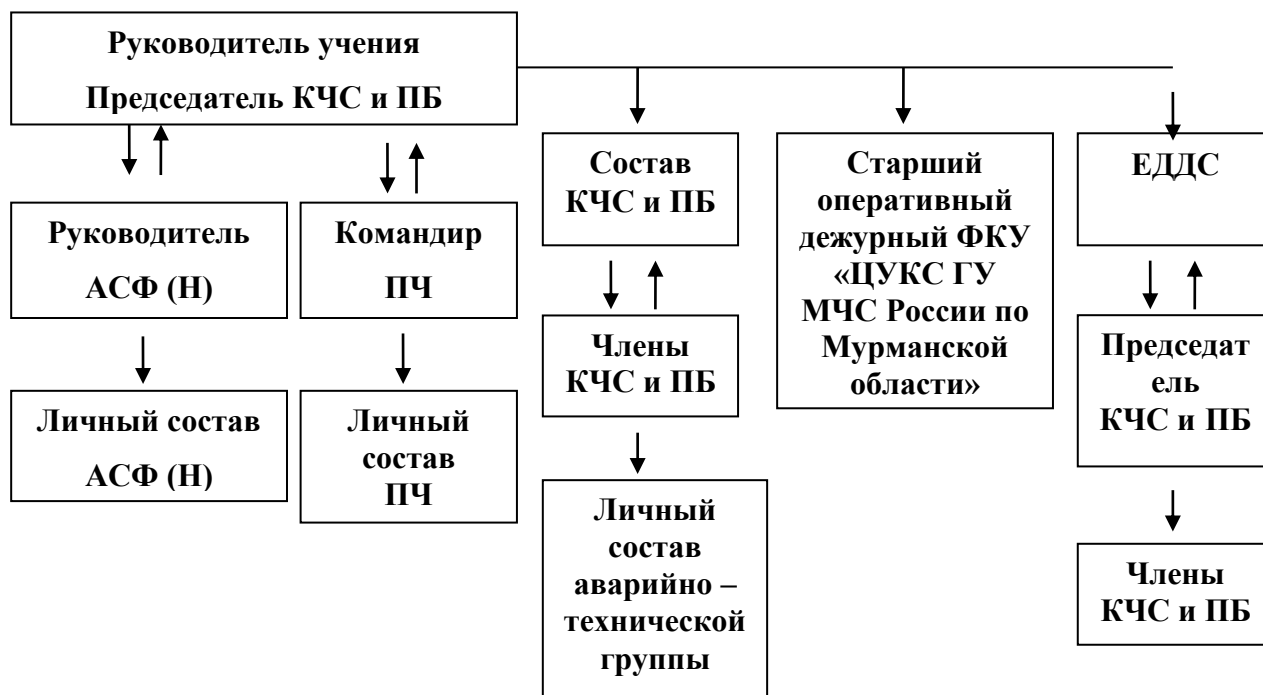 Руководитель учения
Председатель КЧС и ПБ
Руководитель
АСФ (Н)
Командир
ПЧ
Состав
КЧС и ПБ
Старший
оперативный
дежурный ФКУ
«ЦУКС ГУ
МЧС России по
Мурманской
области»
ЕДДС
Члены
КЧС и ПБ
Председат
ель
КЧС и ПБ
Личный состав
АСФ (Н)
Личный
состав
ПЧ
Личный
состав
аварийно –
технической
группы
Члены
КЧС и ПБ